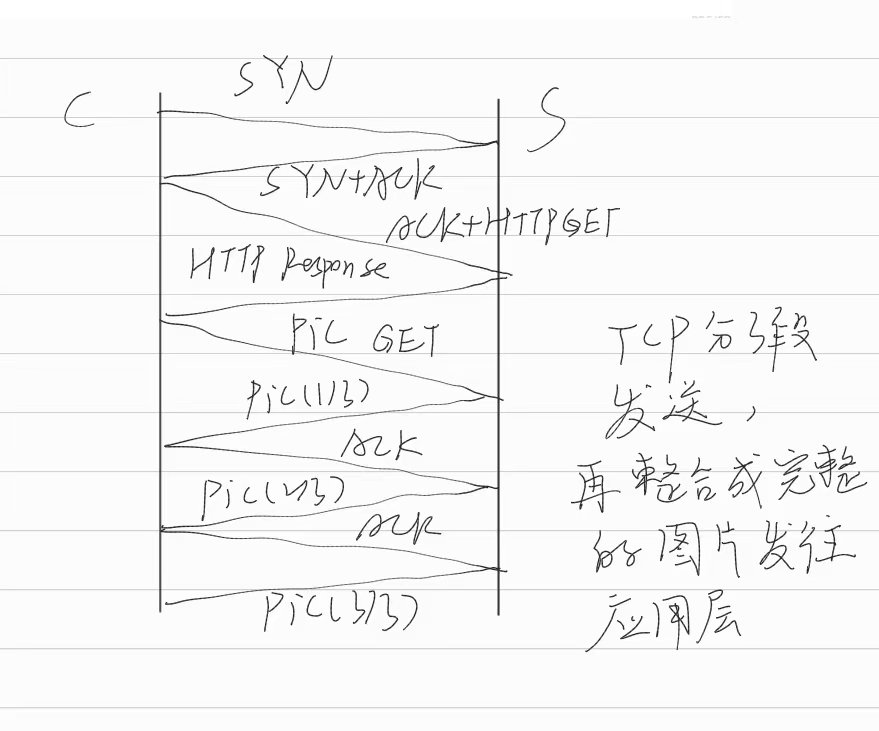 SYN
C
S
SYN+ACK
ACK+HTTPGET
HTTP Response
PiC GET
PiC(1/3)
ACK
PiC(2/3)
ACK
PiC(3/3)
TCP分段
发送,
再整合成完整
的图片发往
应用层